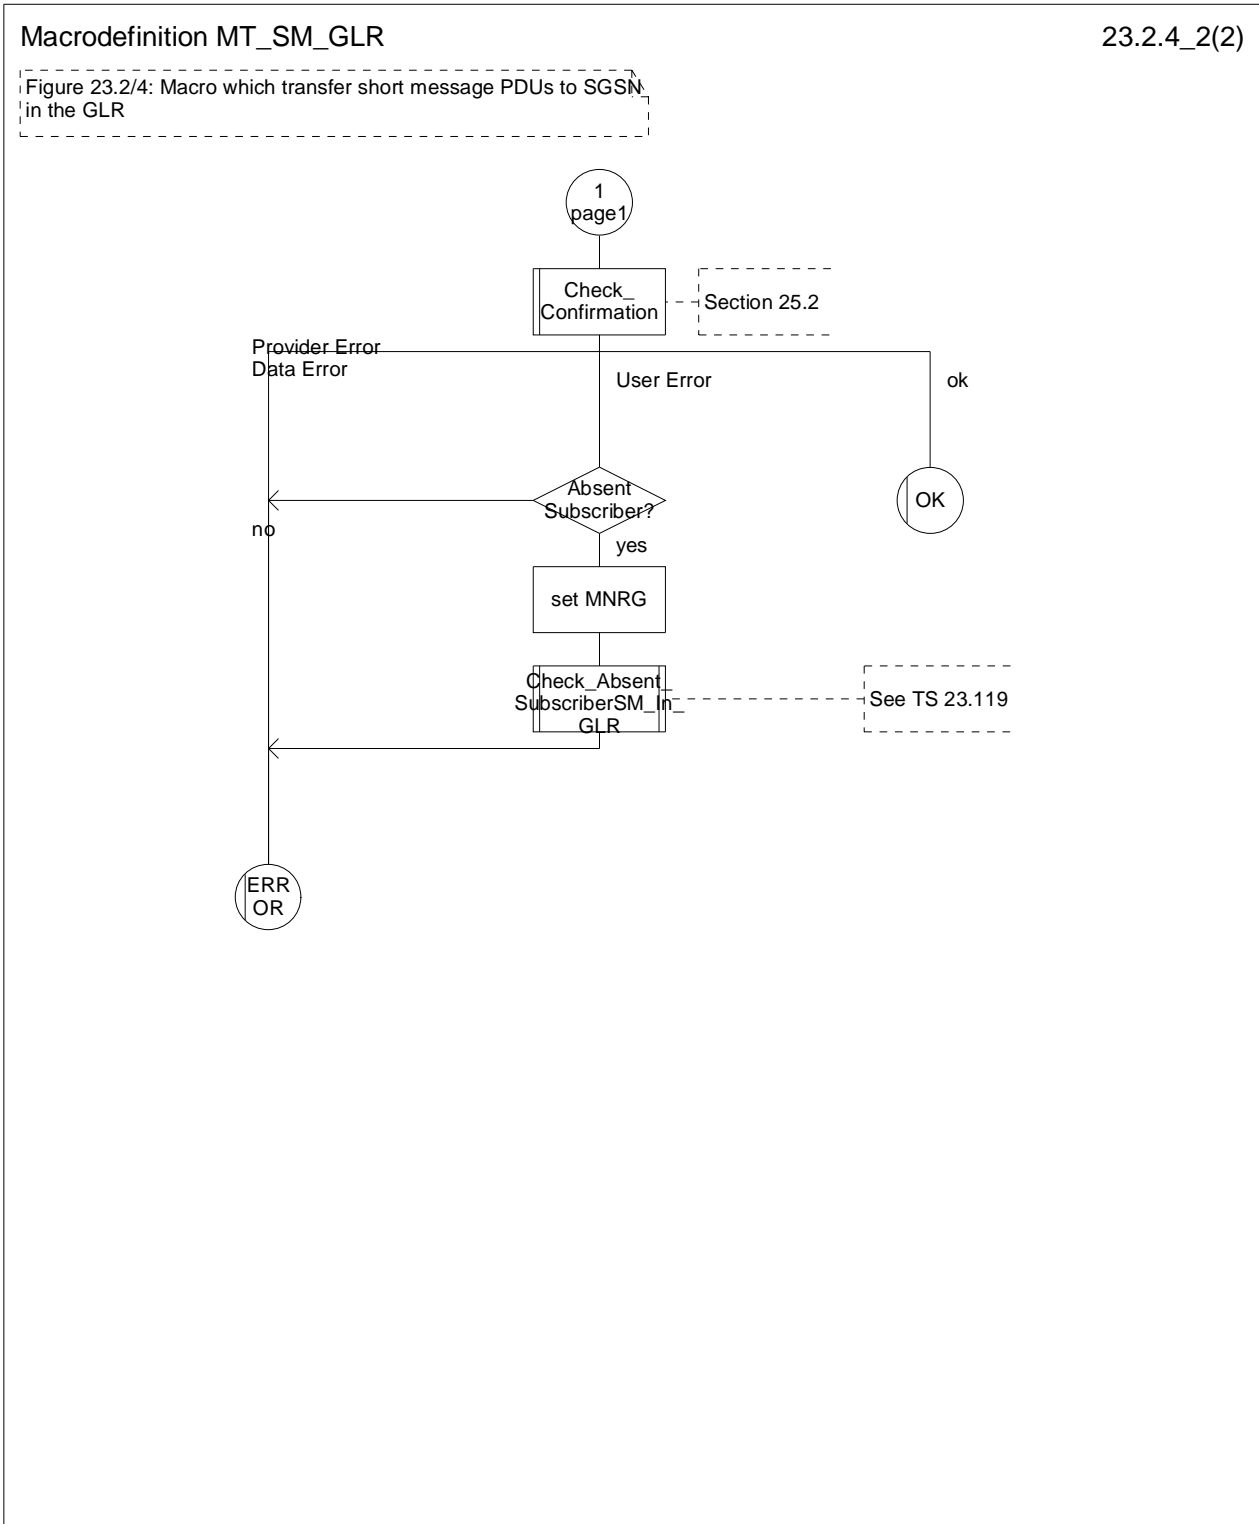 Macrodefinition MT_SM_GLR
23.2.4_2(2)
Figure 23.2/4: Macro which transfer short message PDUs to SGSN
in the GLR
1
page1
Check_
Confirmation
Section 25.2
Provider Error
Data Error
User Error
ok
Absent
Subscriber?
OK
no
yes
set MNRG
Check_Absent_
SubscriberSM_In_
GLR
See TS 23.119
ERR
OR